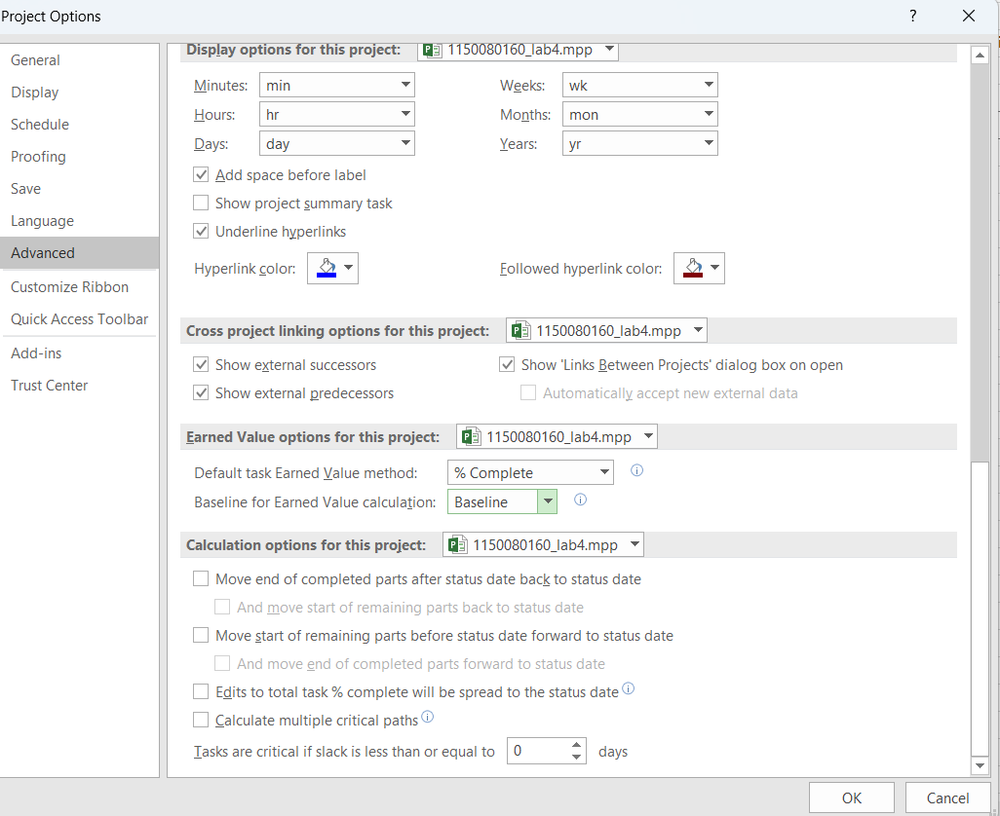 Project Options
?
General
Display
Schedule
Proofing
Save
Language
Advanced
Customize Ribbon
Quick Access Toolbar
Add-ins
Trust Center
Display options for this project: 1150080160_lab4.mpp
Minutes: min Weeks: wk
Hours: hr Months: mon
Days: day Years: yr
Add space before label
Show project summary task
Underline hyperlinks
Hyperlink color: Followed hyperlink color:
Cross project linking options for this project: 1150080160_lab4.mpp
Show external successors Show 'Links Between Projects' dialog box on open
Show external predecessors Automatically accept new external data
Earned Value options for this project: 1150080160_lab4.mpp
Default task Earned Value method: % Complete
Baseline for Earned Value calculation: Baseline
Calculation options for this project: 1150080160_lab4.mpp
Move end of completed parts after status date back to status date
And move start of remaining parts back to status date
Move start of remaining parts before status date forward to status date
And move end of completed parts forward to status date
Edits to total task % complete will be spread to the status date
Calculate multiple critical paths
Tasks are critical if slack is less than or equal to 0 days
OK Cancel